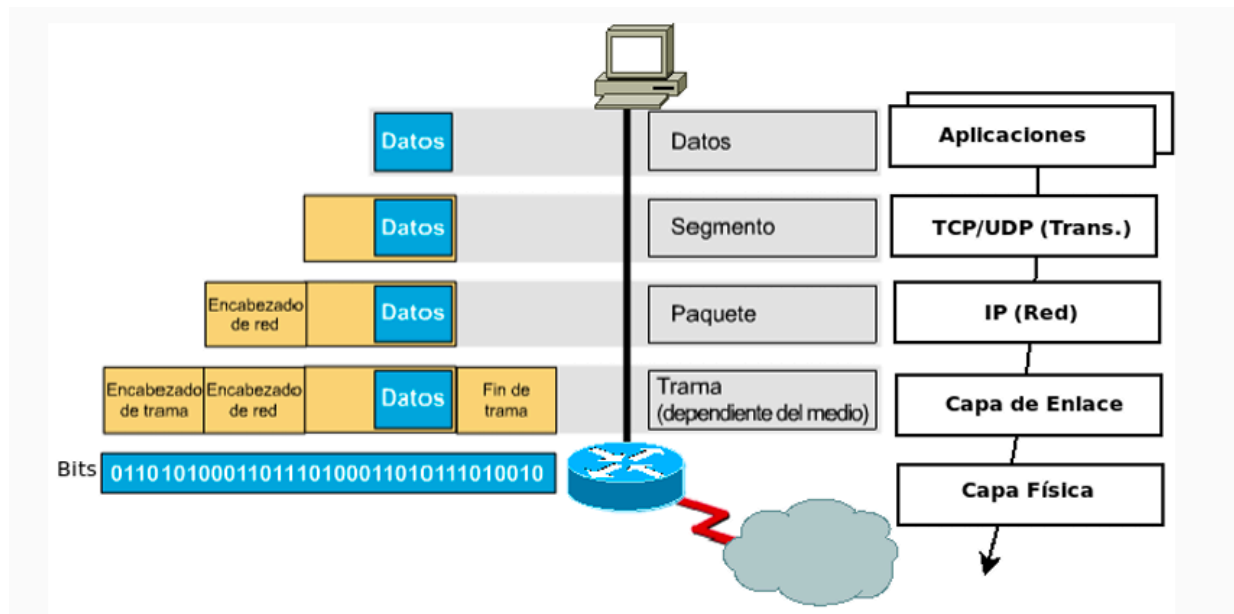 Datos
Datos
Aplicaciones
Datos
Segmento
TCP/UDP (Trans.)
Encabezado
de red
Datos
Paquete
IP (Red)
Encabezado
de trama
Encabezado
de red
Datos
Fin de
trama
Trama
(dependiente del medio)
Capa de Enlace
Bits
0110101000110111010001101011101001​0
Capa Física